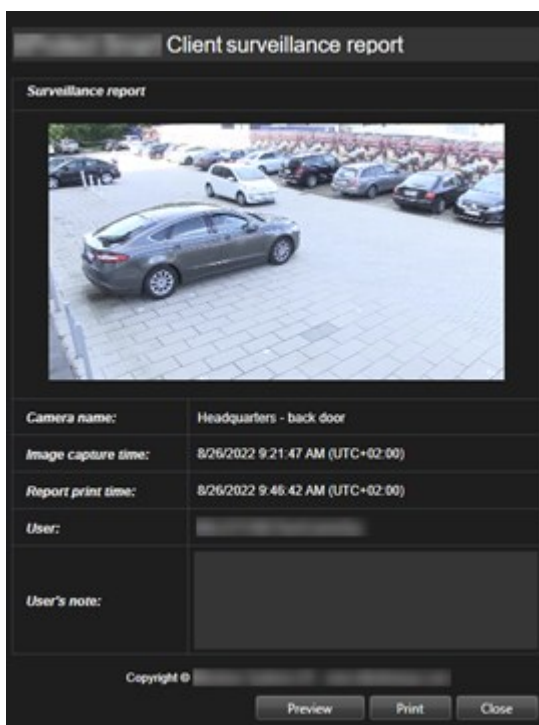 Client surveillance report
Surveillance report
Camera name: Headquarters - back door
Image capture time: 8/26/2022 9:21:47 AM (UTC+02:00)
Report print time: 8/26/2022 9:46:42 AM (UTC+02:00)
User:
User's note:
Copyright ©
Preview Print Close